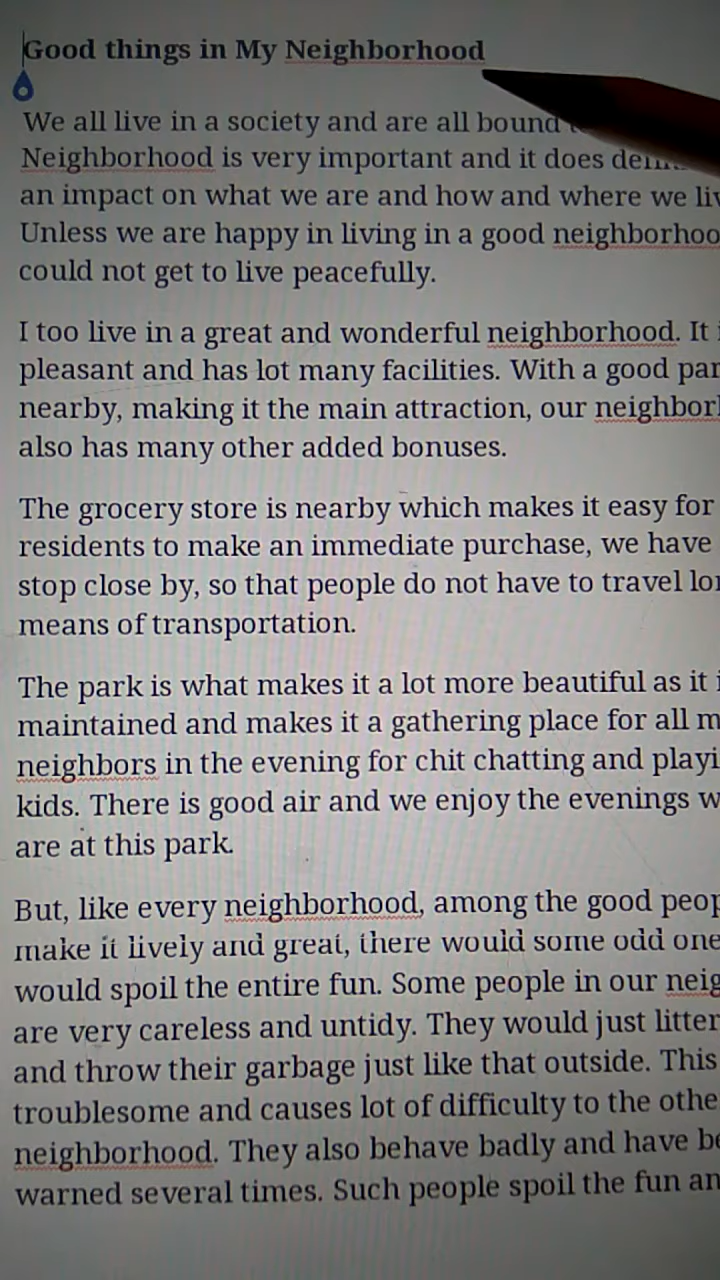 Good things in My Neighborhood
We all live in a society and are all bound
Neighborhood is very important and it does
an impact on what we are and how and where we
Unless we are happy in living in a good
could not get to live peacefully.
I too live in a great and wonderful neighborhood. It
pleasant and has lot many facilities. With a good
nearby, making it the main attraction, our
also has many other added bonuses.
The grocery store is nearby which makes it easy for
residents to make an immediate purchase, we have
stop close by, so that people do not have to travel
means of transportation.
The park is what makes it a lot more beautiful as it
maintained and makes it a gathering place for all
neighbors in the evening for chit chatting and
kids. There is good air and we enjoy the evenings
are at this park.
But, like every neighborhood, among the good
make it lively and great, there would some odd
would spoil the entire fun. Some people in our
are very careless and untidy. They would just litter
and throw their garbage just like that outside. This
troublesome and causes lot of difficulty to the
neighborhood. They also behave badly and have
warned several times. Such people spoil the fun